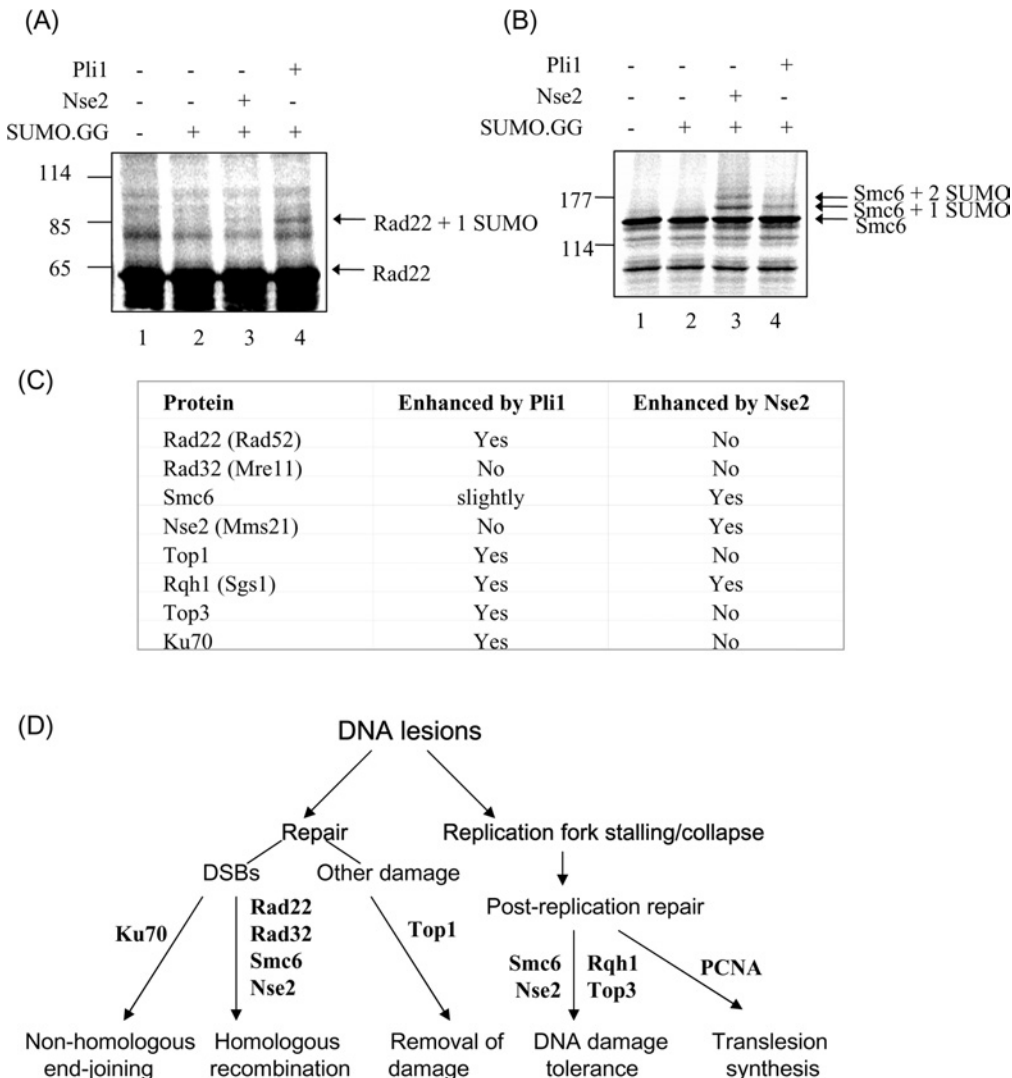 (A)
Pli1 - - - +
Nse2 - - + -
SUMO.GG - + + +
114
85
65
Rad22 + 1 SUMO
Rad22
1 2 3 4
(B)
Pli1 - - - +
Nse2 - - + -
SUMO.GG - + + +
177
114
Smc6 + 2 SUMO
Smc6 + 1 SUMO
Smc6
1 2 3 4
(C)
Protein Enhanced by Pli1 Enhanced by Nse2
Rad22 (Rad52) Yes No
Rad32 (Mre11) No No
Smc6 slightly Yes
Nse2 (Mms21) No Yes
Top1 Yes No
Rqh1 (Sgs1) Yes Yes
Top3 Yes No
Ku70 Yes No
(D)
DNA lesions
Repair
Replication fork stalling/collapse
DSBs
Other damage
Post-replication repair
Ku70
Rad22
Rad32
Smc6
Nse2
Top1
Smc6
Nse2
Rqh1
Top3
PCNA
Non-homologous
end-joining
Homologous
recombination
Removal of
damage
DNA damage
tolerance
Translesion
synthesis